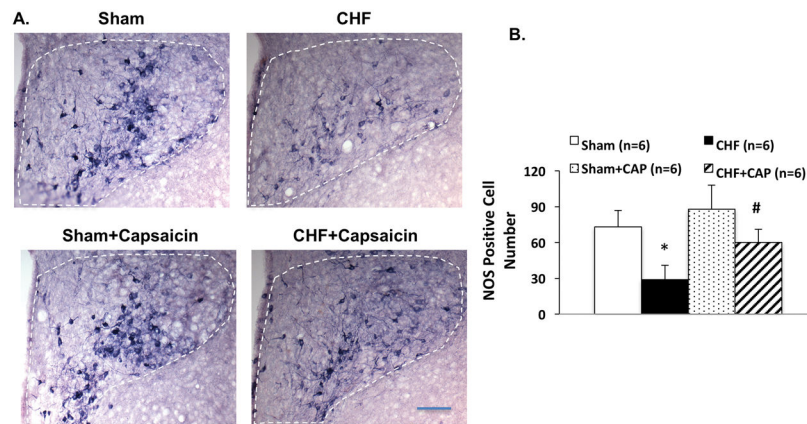 A.
Sham
CHF
Sham+Capsaicin
CHF+Capsaicin
B.
Sham (n=6)
CHF (n=6)
Sham+CAP (n=6)
CHF+CAP (n=6)
NOS Positive Cell
Number
120
90
60
30
0
*
#